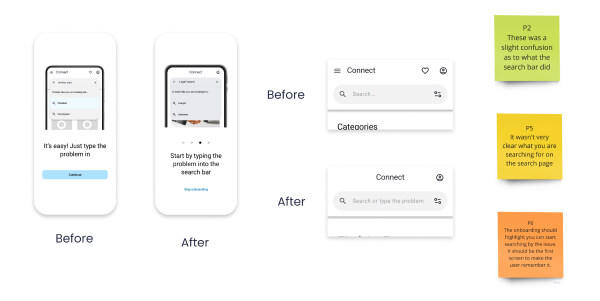 Connect
It's easy! Just type the
problem in
Continue
Before
Connect
Start by typing the
problem into the
search bar
Skip onboarding
After
Before
Connect
Search...
Categories
After
Connect
Search or type the problem
P2
These was a
slight confusion
as to what the
search bar did
P5
It wasn't very
clear what you are
searching for on
the search page
The onboarding should
highlight you can start
searching by the issue.
It should be the first
screen to make the
user remember it.